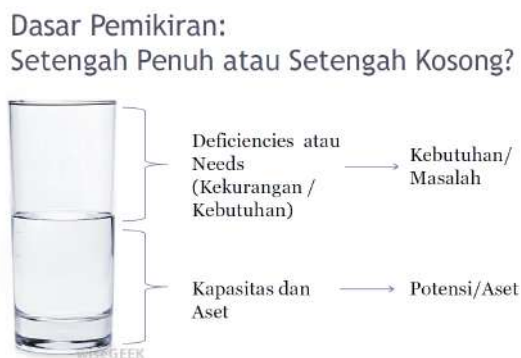 Dasar Pemikiran:
Setengah Penuh atau Setengah Kosong?
Deficiencies atau
Needs
(Kekurangan /
Kebutuhan)
Kebutuhan/
Masalah
Kapasitas dan
Aset
Potensi/Aset
wiseGEEK